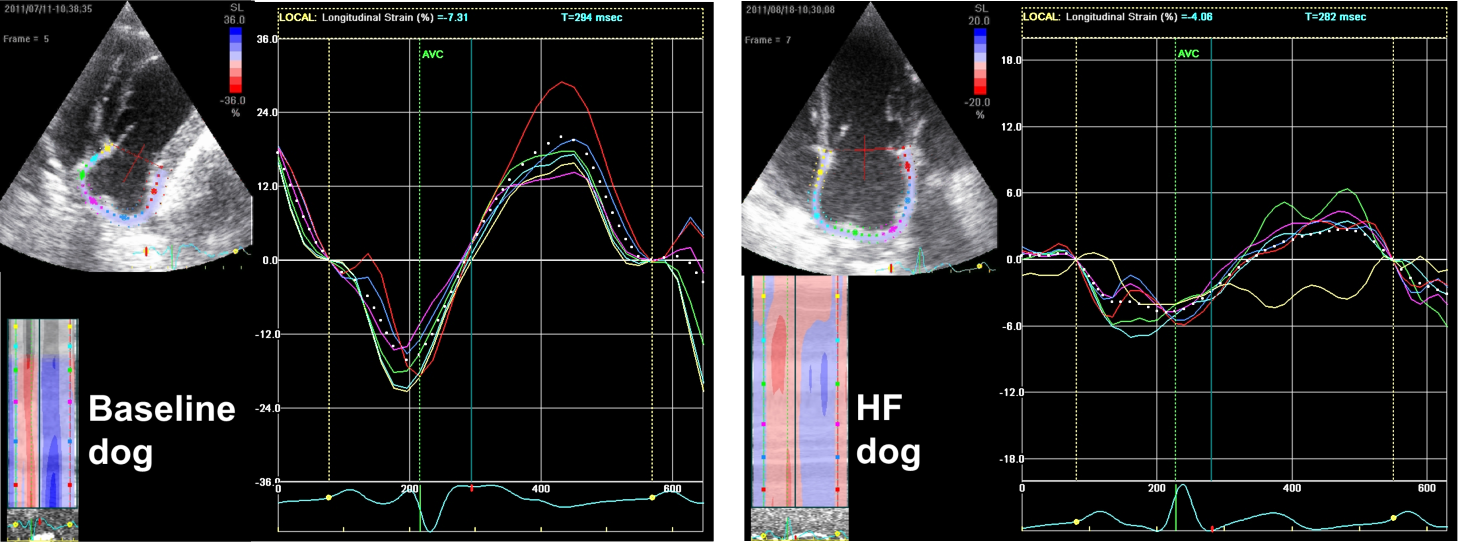 2011/07/11-10:38:35
SL
36.0
Frame = 5
-36.0
%
LOCAL: Longitudinal Strain (%) =-7.31 T=294 msec
AVC
36.0
24.0
12.0
0.0
-12.0
-24.0
-36.0
0 200 400 600
Baseline
dog
2011/08/18-10:30:08
SL
20.0
Frame = 7
-20.0
%
LOCAL: Longitudinal Strain (%) =-4.06 T=282 msec
AVC
18.0
12.0
6.0
0.0
-6.0
-12.0
-18.0
0 200 400 600
HF
dog